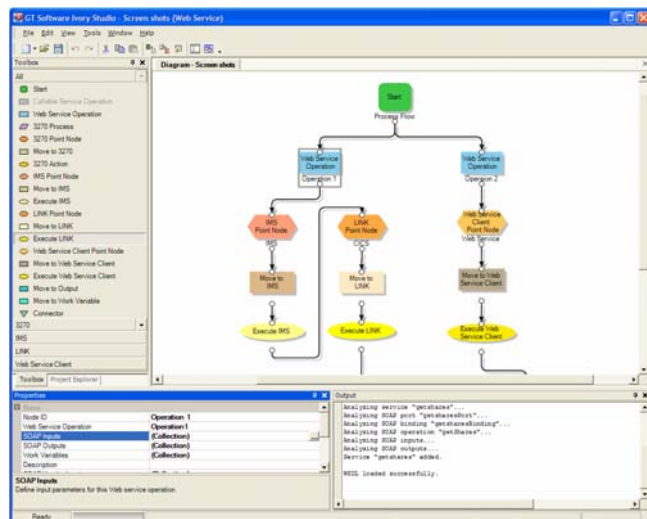 GT Software Ivory Studio - Screen shots (Web Service)
File Edit View Tools Window Help
Toolbox
All
Start
Callable Service Operation
Web Service Operation
3270 Process
3270 Point Node
Move to 3270
3270 Action
IMS Point Node
Move to IMS
Execute IMS
LINK Point Node
Move to LINK
Execute LINK
Web Service Client Point Node
Move to Web Service Client
Execute Web Service Client
Move to Output
Move to Work Variable
Connector
3270
IMS
LINK
Web Service Client
Toolbox Project Explorer
Diagram - Screen shots
Start
Process Flow
Web Service
Operation
Operation 1
Web Service
Operation
Operation 2
IMS
Point Node
IMS
LINK
Point Node
CICS
Web Service
Client
Point Node
Web Service
Move to
IMS
Move to
LINK
Move to Web
Service Client
Execute IMS
Execute LINK
Execute Web
Service Client
Properties
Node ID Operation 1
Web Service Operation Operation1
SOAP Inputs (Collection)
SOAP Outputs (Collection)
Work Variables (Collection)
Description
SOAP Inputs
Define input parameters for this Web service operation.
Output
Analyzing service "getshares"...
Analyzing SOAP port "getsharesPort"...
Analyzing SOAP binding "getsharesBinding"...
Analyzing SOAP operation "getShares"...
Analyzing SOAP inputs...
Analyzing SOAP outputs...
Service "getshares" added.
WSDL loaded successfully.
Ready